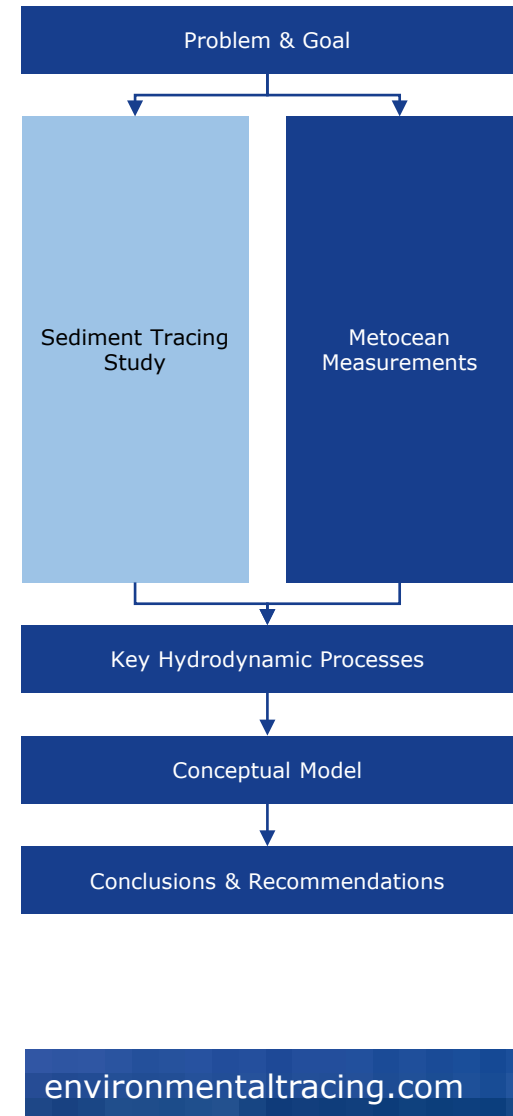 Problem & Goal
Sediment Tracing
Study
Metocean
Measurements
Key Hydrodynamic Processes
Conceptual Model
Conclusions & Recommendations
environmentaltracing.com